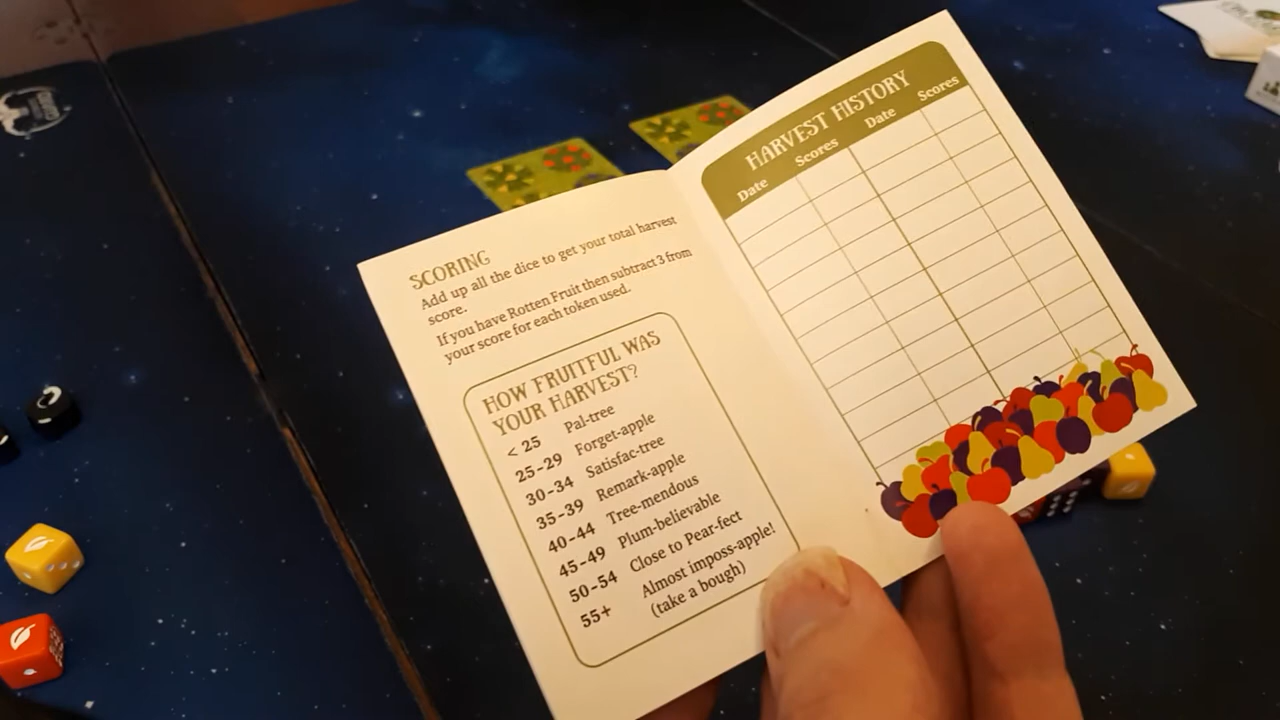 SCORING
Add up all the dice to get your total harvest
score.
If you have Rotten Fruit then subtract 3 from
your score for each token used.
HOW FRUITFUL WAS
YOUR HARVEST?
< 25 Pal-tree
25-29 Forget-apple
30-34 Satisfac-tree
35-39 Remark-apple
40-44 Tree-mendous
45-49 Plum-believable
50-54 Close to Pear-fect
55+ Almost imposs-apple!
(take a bough)
HARVEST HISTORY
Date Scores Date Scores